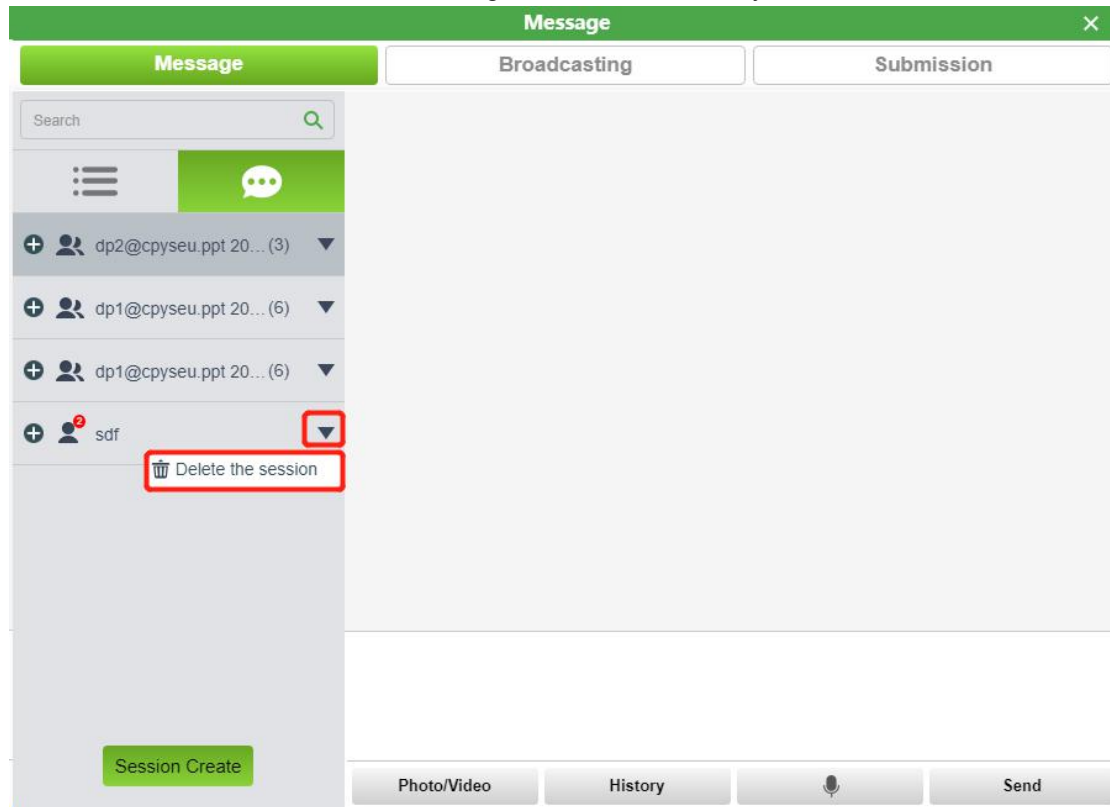 Message
Message
Broadcasting
Submission
Search
dp2@cpyseu.ppt 20... (3)
dp1@cpyseu.ppt 20... (6)
dp1@cpyseu.ppt 20... (6)
2
sdf
Delete the session
Session Create
Photo/Video
History
Send